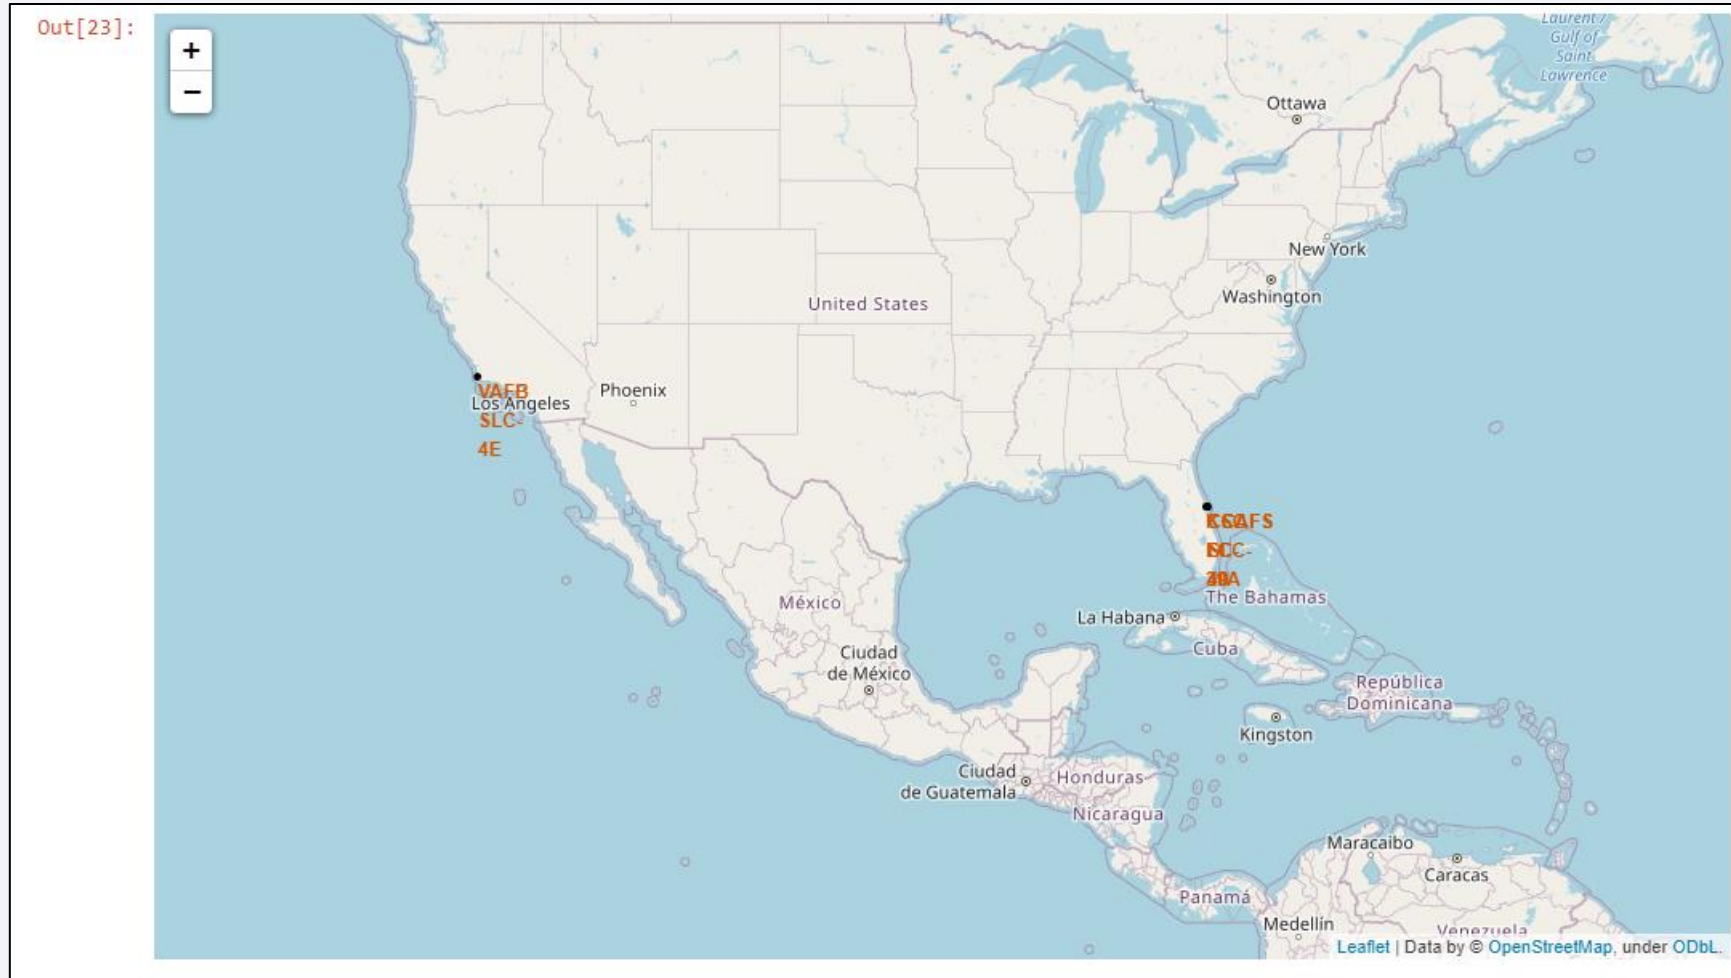 Out[23]:
+
−
Laurent /
Gulf of
Saint
Lawrence
Ottawa
New York
Washington
United States
VAFB
Los Angeles
SLC-
4E
Phoenix
The Bahamas
México
La Habana
Cuba
Ciudad
de México
República
Dominicana
Kingston
Ciudad
de Guatemala
Honduras
Nicaragua
Maracaibo
Caracas
Panamá
Medellín
Venezuela
Leaflet | Data by © OpenStreetMap, under ODbL.